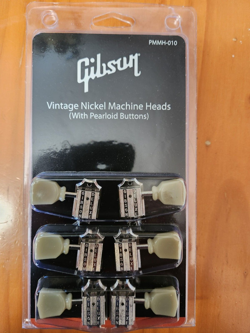 PMMH-010
Gibson
Vintage Nickel Machine Heads
(With Pearloid Buttons)